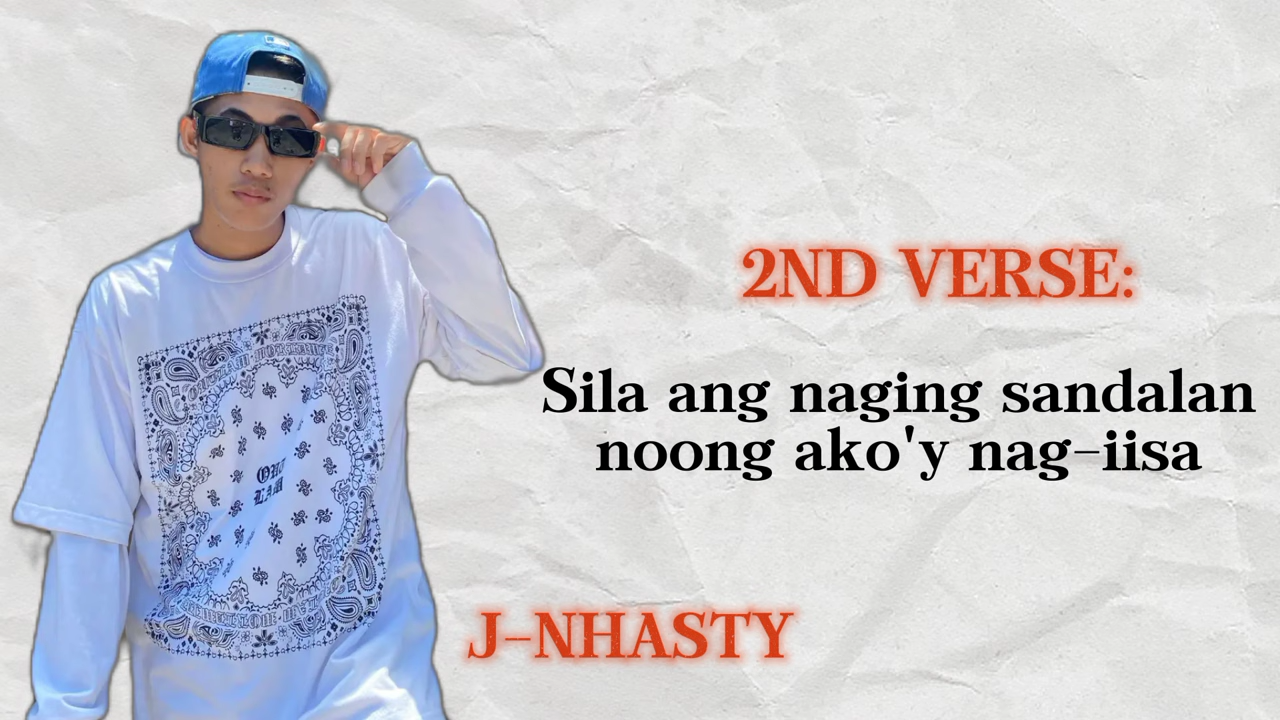 2ND VERSE:
Sila ang naging sandalan
noong ako'y nag-iisa
J-NHASTY